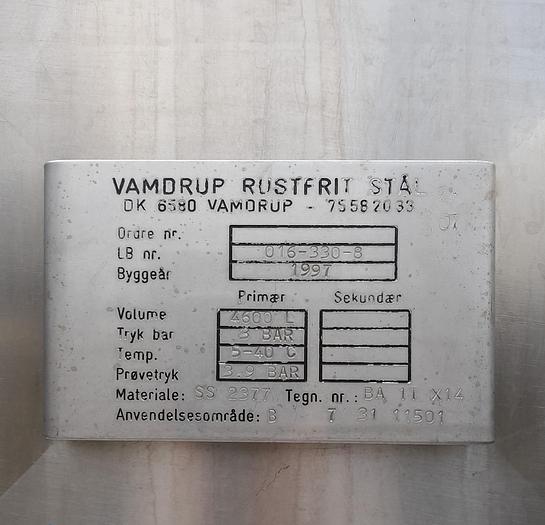 VAMDRUP RUSTFRIT STÅL
DK 6580 VAMDRUP - 75582033
Ordre nr.
LB nr. 016-330-8
Byggeår 1997
Primær Sekundær
Volume 4600 L
Tryk bar 3 BAR
Temp. 5-40 C
Prøvetryk 3.9 BAR
Materiale: SS 2377 Tegn. nr.: BA 11 X14
Anvendelsesområde: B 7 31 11501